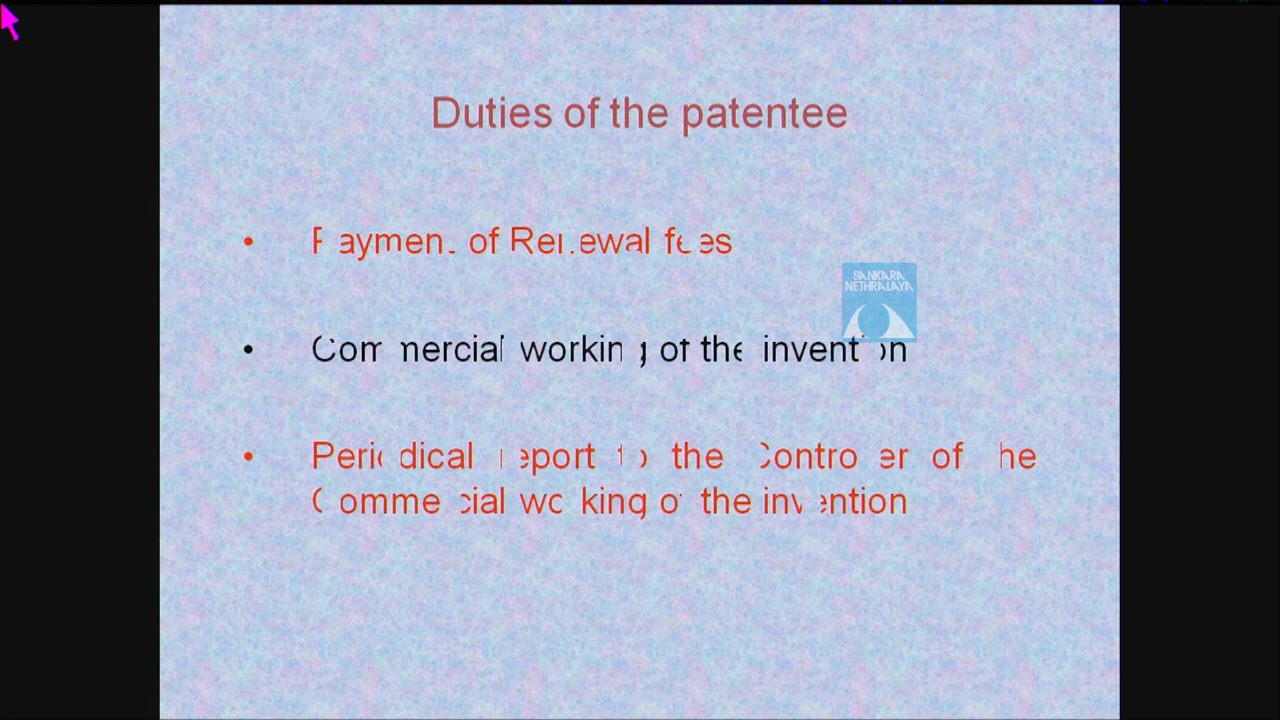 Duties of the patentee
• Payment of Renewal fees
SANKARA
NETHRALAYA
• Commercial working of the invention
• Periodical report to the Controller of the
Commercial working of the invention